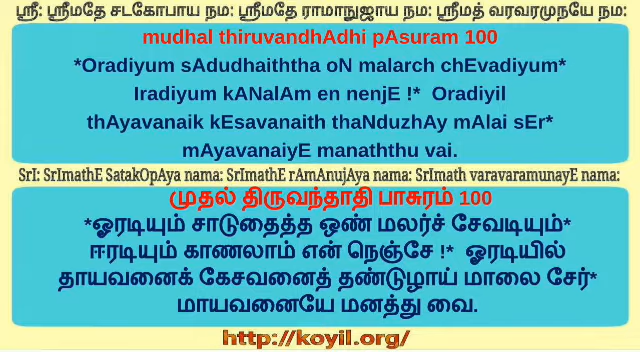 ஸ்ரீ: ஸ்ரீமதே சடகோபாய நம: ஸ்ரீமதே ராமாநுஜாய நம: ஸ்ரீமத் வரவரமுநயே நம:
mudhal thiruvandhAdhi pAsuram 100
*Oradiyum sAdudhaiththa oN malarch chEvadiyum*
Iradiyum kANalAm en nenjE !* Oradiyil
thAyavanaik kEsavanaith thaNduzhAy mAlai sEr*
mAyavanaiyE manaththu vai.
SrI: SrImathE SatakOpAya nama: SrImathE rAmAnujAya nama: SrImath varavaramunayE nama:
முதல் திருவந்தாதி பாசுரம் 100
*ஓரடியும் சாடுதைத்த ஒண் மலர்ச் சேவடியும்*
ஈரடியும் காணலாம் என் நெஞ்சே !* ஓரடியில்
தாயவனைக் கேசவனைத் தண்டுழாய் மாலை சேர்*
மாயவனையே மனத்து வை.
http://koyil.org/